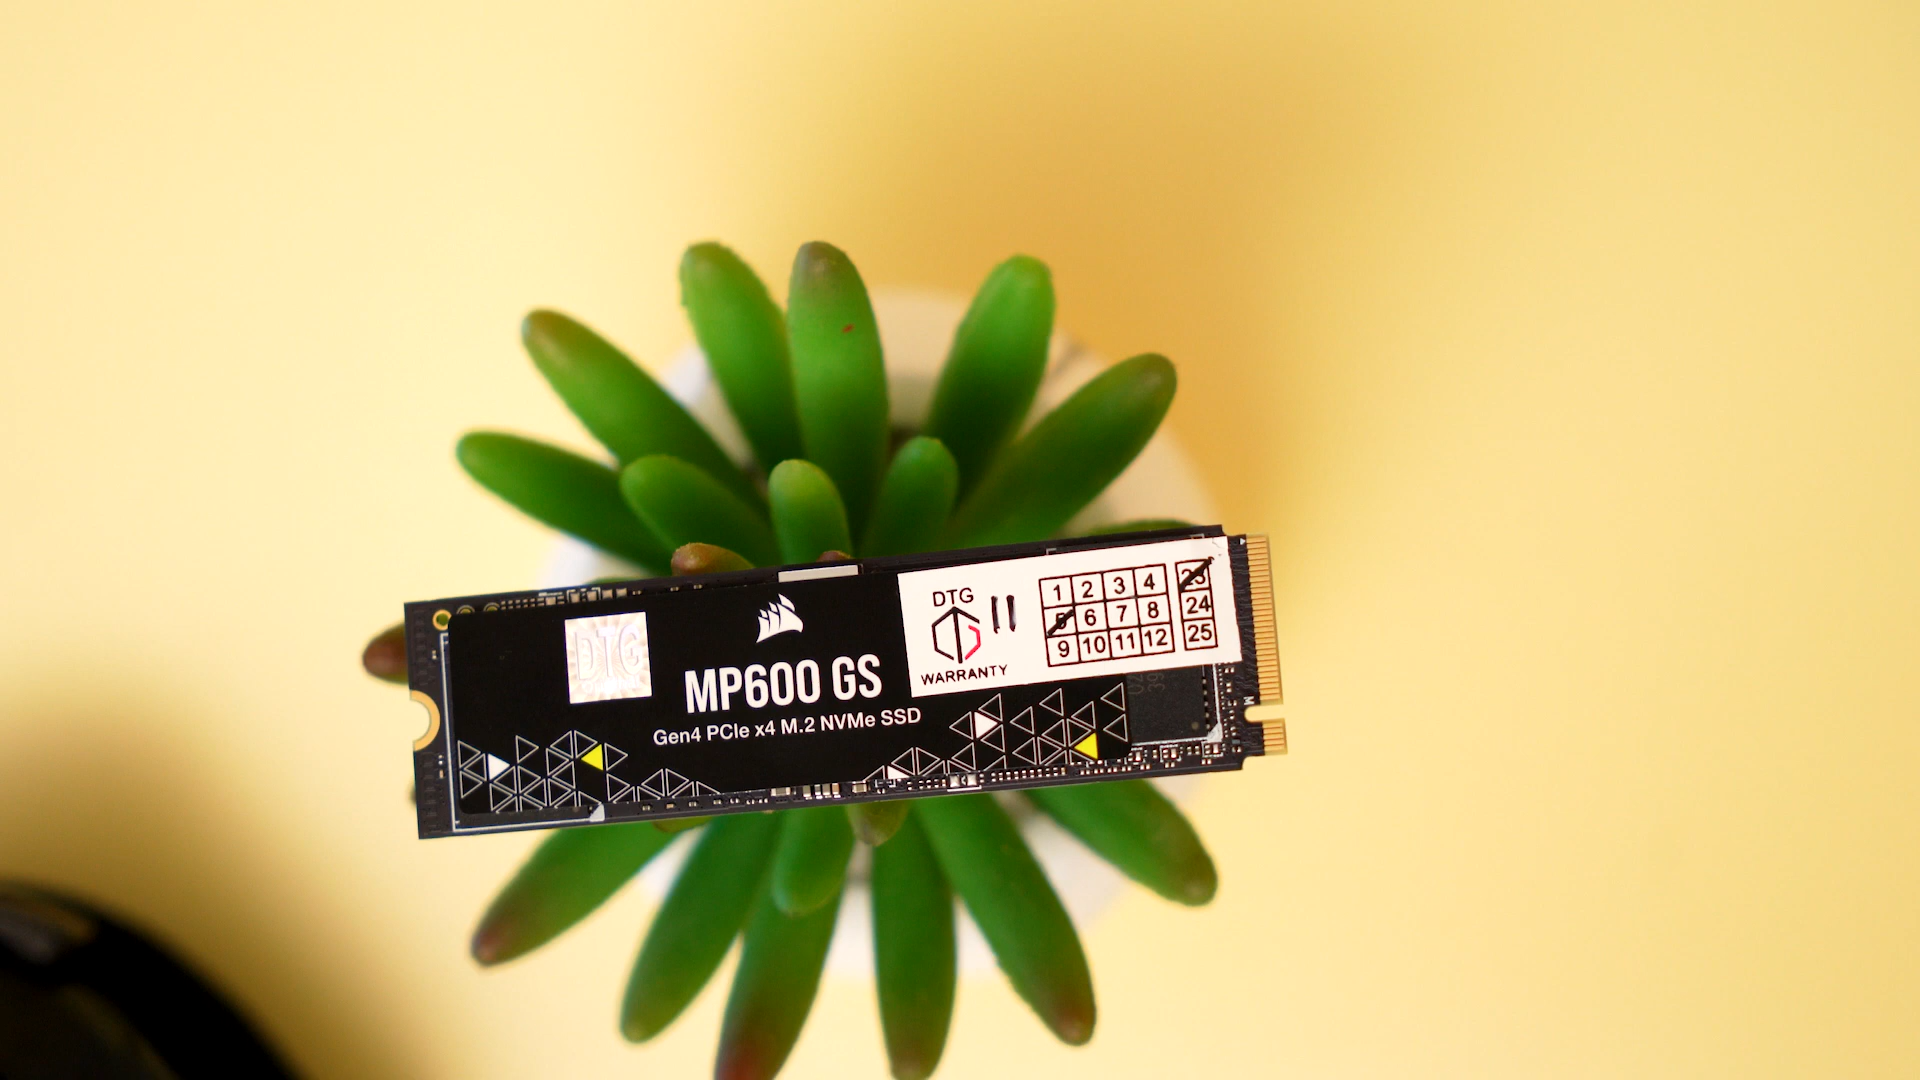 DTG
MP600 GS
Gen4 PCIe x4 M.2 NVMe SSD
DTG
11
WARRANTY
1 2 3 4 23
5 6 7 8 24
9 10 11 12 25
M